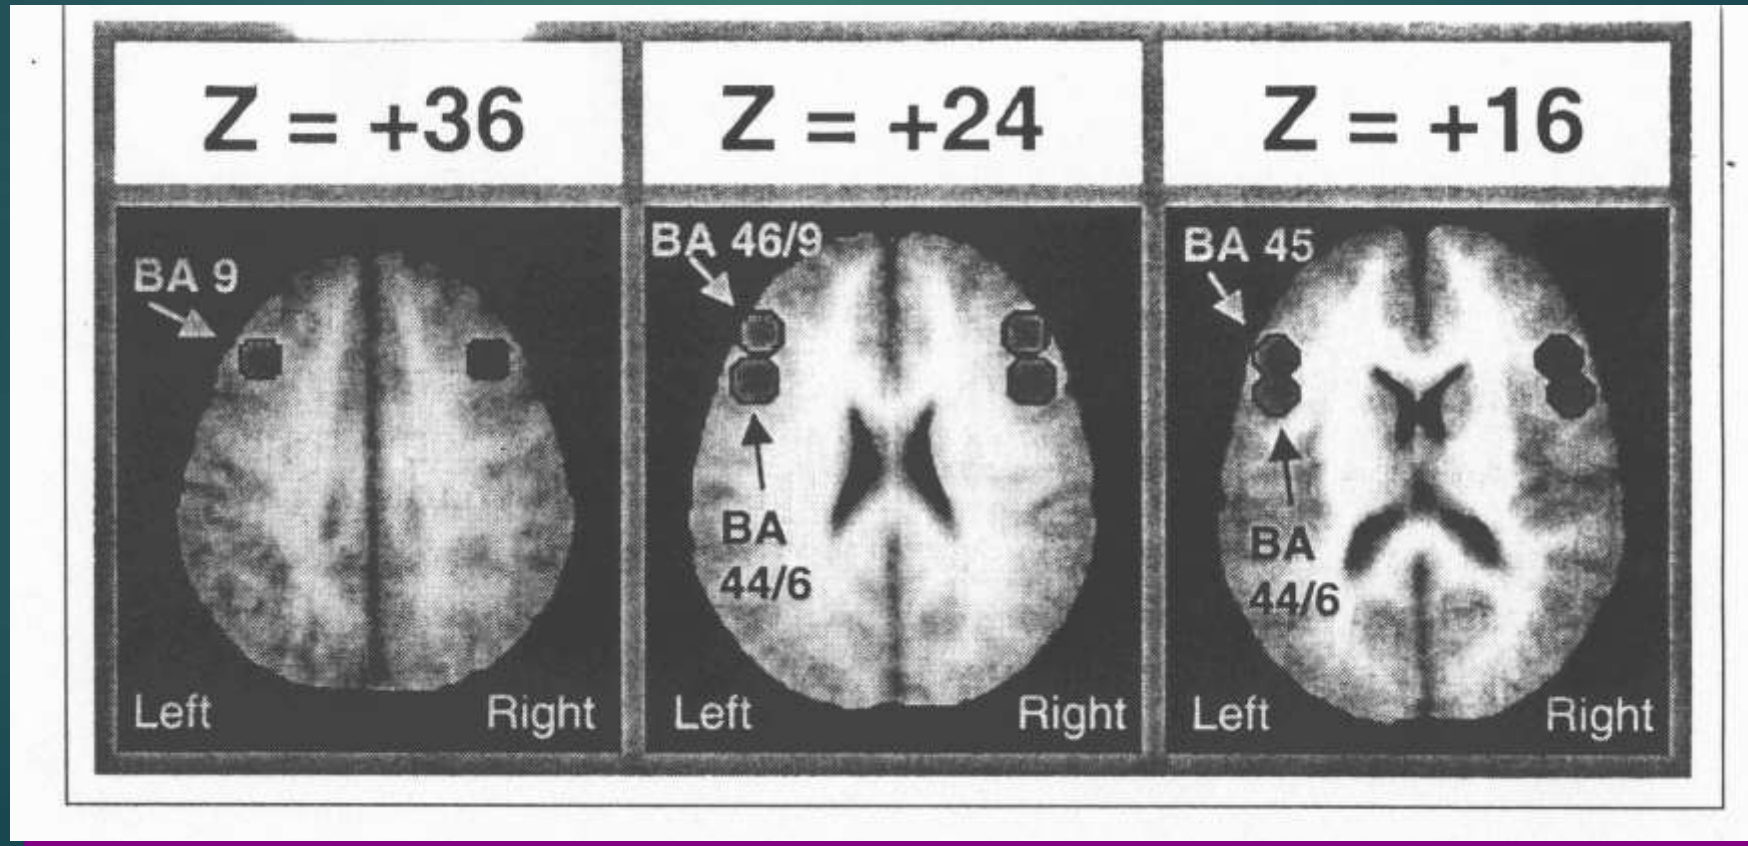 Z = +36
Z = +24
Z = +16
BA 9
Left
Right
BA 46/9
BA
44/6
Left
Right
BA 45
BA
44/6
Left
Right